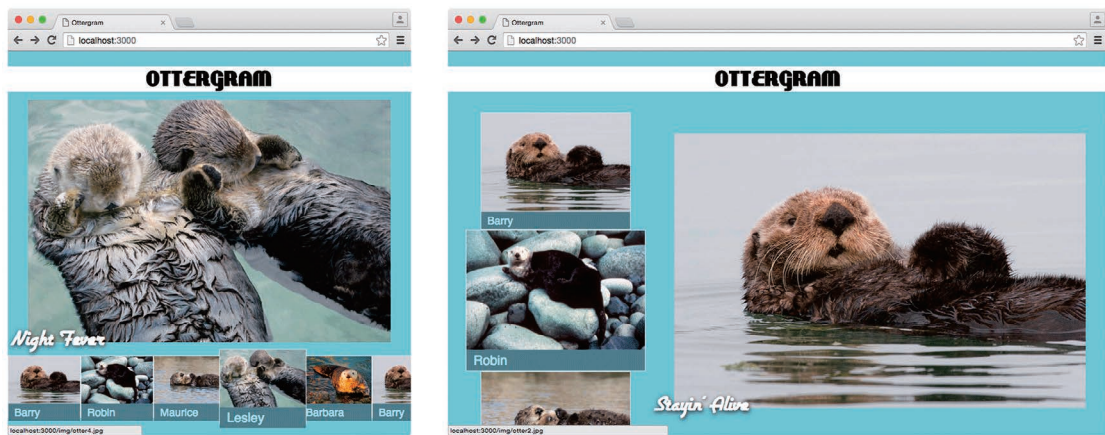 Ottergram
localhost:3000
OTTERGRAM
Night Fever
Barry
Robin
Maurice
Lesley
Barbara
Barry
localhost:3000/img/otter4.jpg
Ottergram
localhost:3000
OTTERGRAM
Barry
Robin
Stayin' Alive
localhost:3000/img/otter2.jpg